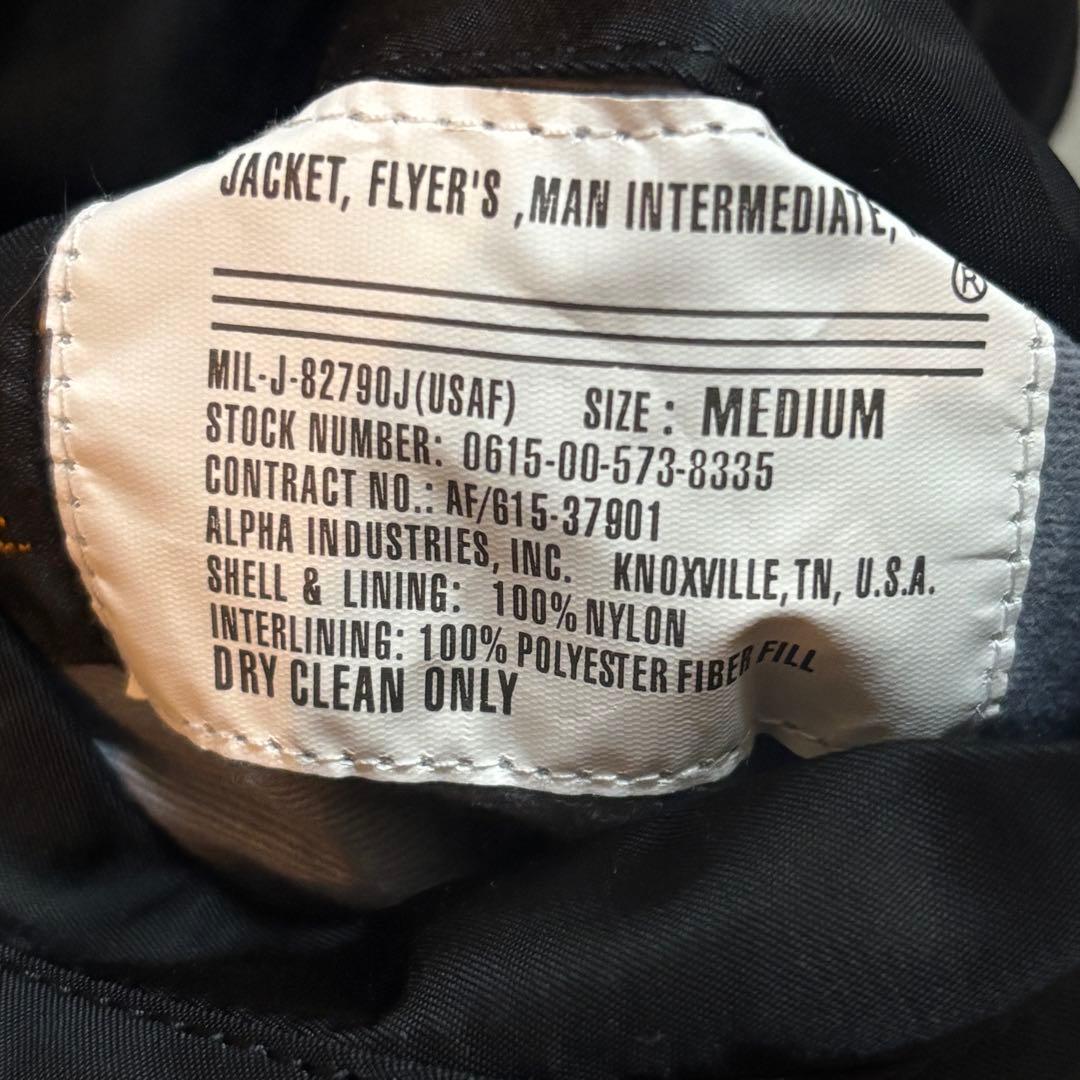 JACKET, FLYER'S ,MAN INTERMEDIATE,
®
MIL-J-82790J(USAF) SIZE : MEDIUM
STOCK NUMBER: 0615-00-573-8335
CONTRACT NO.: AF/615-37901
ALPHA INDUSTRIES, INC. KNOXVILLE,TN, U.S.A.
SHELL & LINING: 100% NYLON
INTERLINING: 100% POLYESTER FIBER FILL
DRY CLEAN ONLY